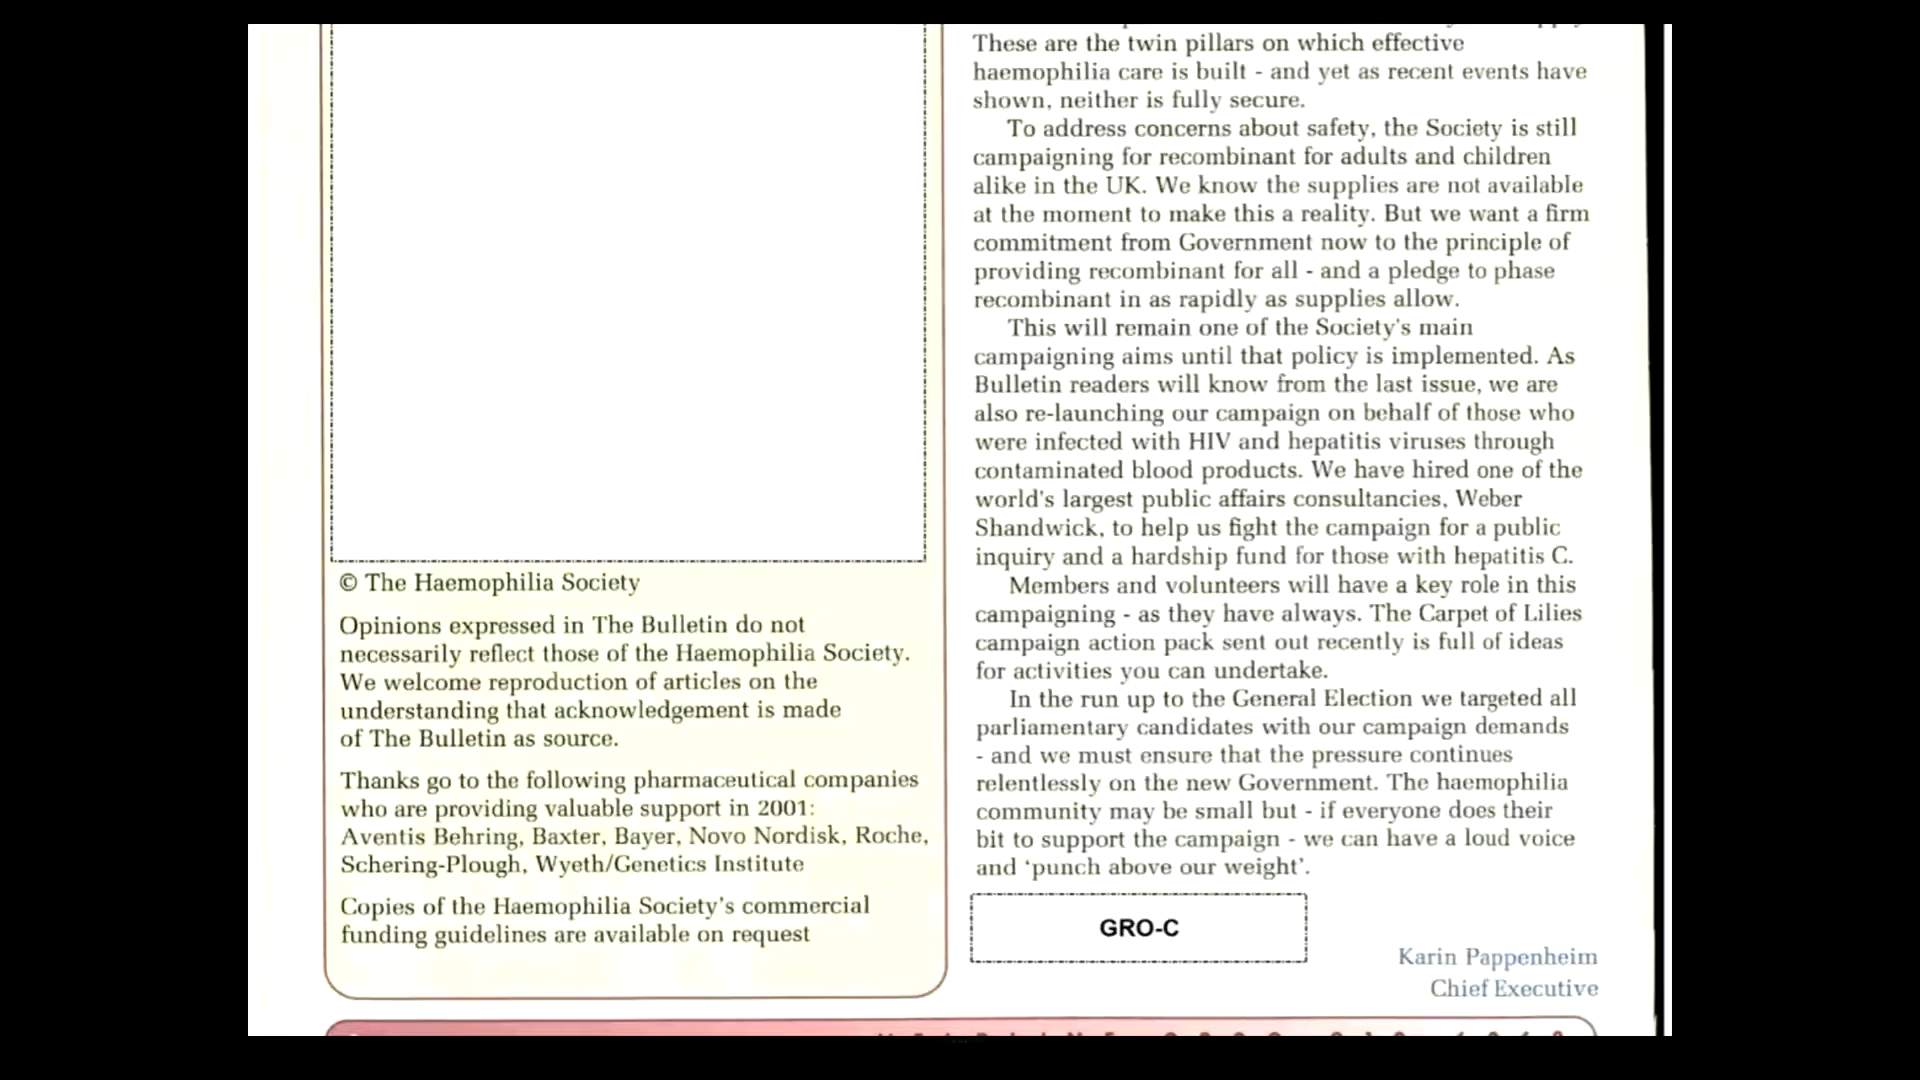 © The Haemophilia Society
Opinions expressed in The Bulletin do not
necessarily reflect those of the Haemophilia Society.
We welcome reproduction of articles on the
understanding that acknowledgement is made
of The Bulletin as source.
Thanks go to the following pharmaceutical companies
who are providing valuable support in 2001:
Aventis Behring, Baxter, Bayer, Novo Nordisk, Roche,
Schering-Plough, Wyeth/Genetics Institute
Copies of the Haemophilia Society's commercial
funding guidelines are available on request
These are the twin pillars on which effective
haemophilia care is built - and yet as recent events have
shown, neither is fully secure.
To address concerns about safety, the Society is still
campaigning for recombinant for adults and children
alike in the UK. We know the supplies are not available
at the moment to make this a reality. But we want a firm
commitment from Government now to the principle of
providing recombinant for all - and a pledge to phase
recombinant in as rapidly as supplies allow.
This will remain one of the Society's main
campaigning aims until that policy is implemented. As
Bulletin readers will know from the last issue, we are
also re-launching our campaign on behalf of those who
were infected with HIV and hepatitis viruses through
contaminated blood products. We have hired one of the
world's largest public affairs consultancies, Weber
Shandwick, to help us fight the campaign for a public
inquiry and a hardship fund for those with hepatitis C.
Members and volunteers will have a key role in this
campaigning - as they have always. The Carpet of Lilies
campaign action pack sent out recently is full of ideas
for activities you can undertake.
In the run up to the General Election we targeted all
parliamentary candidates with our campaign demands
- and we must ensure that the pressure continues
relentlessly on the new Government. The haemophilia
community may be small but - if everyone does their
bit to support the campaign - we can have a loud voice
and 'punch above our weight'.
GRO-C
Karin Pappenheim
Chief Executive